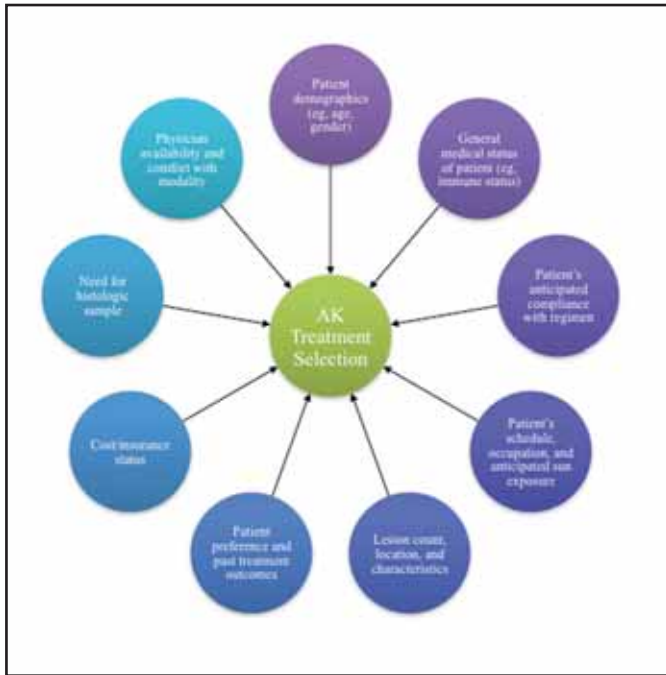 Patient
demographics
(eg, age,
gender)
General
medical status
of patient (eg,
immune status)
Patient's
anticipated
compliance
with regimen
Patient's
schedule,
occupation, and
anticipated sun
exposure
Lesion count,
location, and
characteristics
Patient
preference and
past treatment
outcomes
Cost/insurance
status
Need for
histologic
sample
Physician
availability and
comfort with
modality
AK
Treatment
Selection